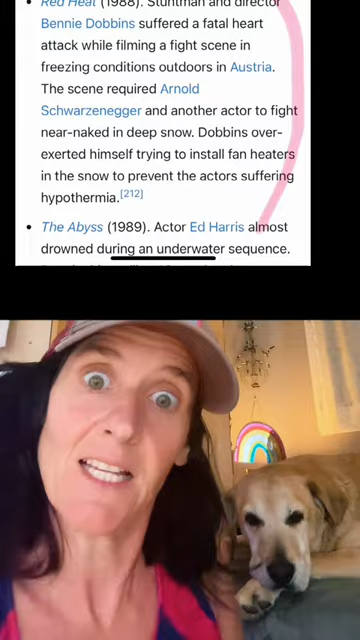 Red Heat (1988). Stuntman and director
Bennie Dobbins suffered a fatal heart
attack while filming a fight scene in
freezing conditions outdoors in Austria.
The scene required Arnold
Schwarzenegger and another actor to fight
near-naked in deep snow. Dobbins over-
exerted himself trying to install fan heaters
in the snow to prevent the actors suffering
hypothermia.[212]
The Abyss (1989). Actor Ed Harris almost
drowned during an underwater sequence.